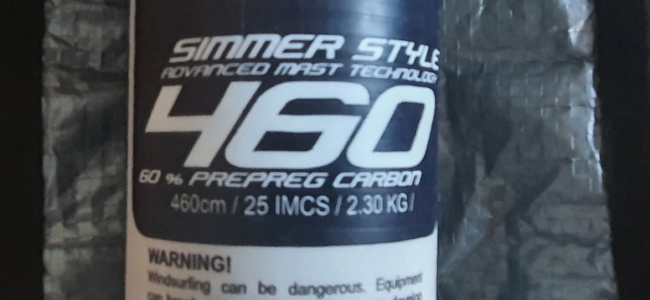 SIMMER STYLE
ADVANCED MAST TECHNOLOGY
460
60 % PREPREG CARBON
460cm / 25 IMCS / 2.30 KG /
WARNING!
Windsurfing can be dangerous. Equipment
can